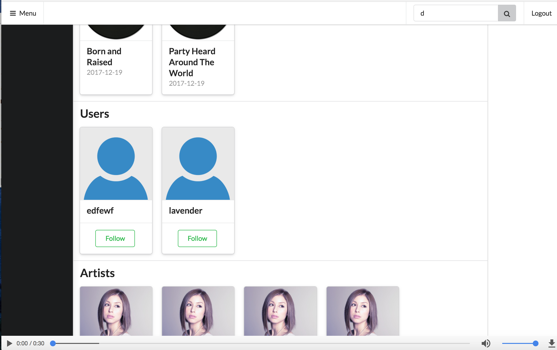 Menu
d
Logout
Born and
Raised
2017-12-19
Party Heard
Around The
World
2017-12-19
Users
edfewf
lavender
Follow
Follow
Artists
0:00 / 0:30